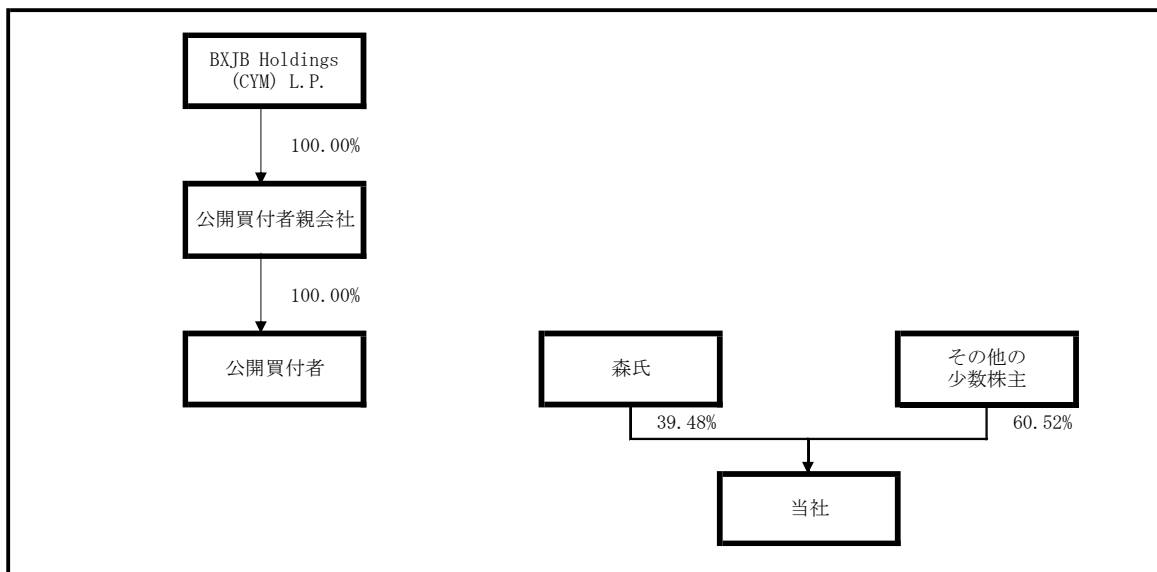 BXJB Holdings
(CYM) L.P.
100.00%
公開買付者親会社
100.00%
公開買付者
森氏
その他の
少数株主
39.48%
60.52%
当社